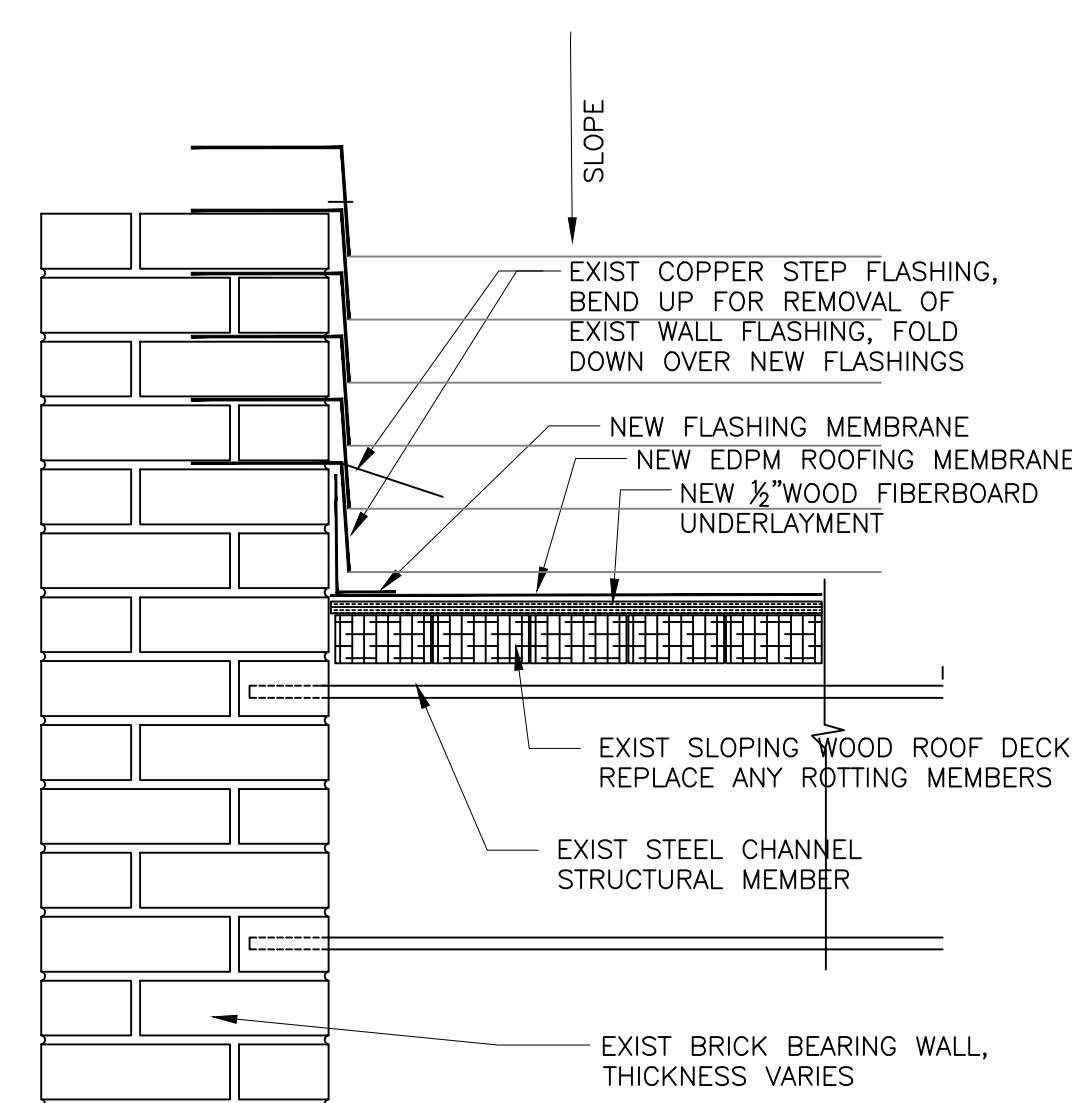 SLOPE
EXIST COPPER STEP FLASHING,
BEND UP FOR REMOVAL OF
EXIST WALL FLASHING, FOLD
DOWN OVER NEW FLASHINGS
NEW FLASHING MEMBRANE
NEW EDPM ROOFING MEMBRANE
NEW ½"WOOD FIBERBOARD
UNDERLAYMENT
EXIST SLOPING WOOD ROOF DECK
REPLACE ANY ROTTING MEMBERS
EXIST STEEL CHANNEL
STRUCTURAL MEMBER
EXIST BRICK BEARING WALL,
THICKNESS VARIES